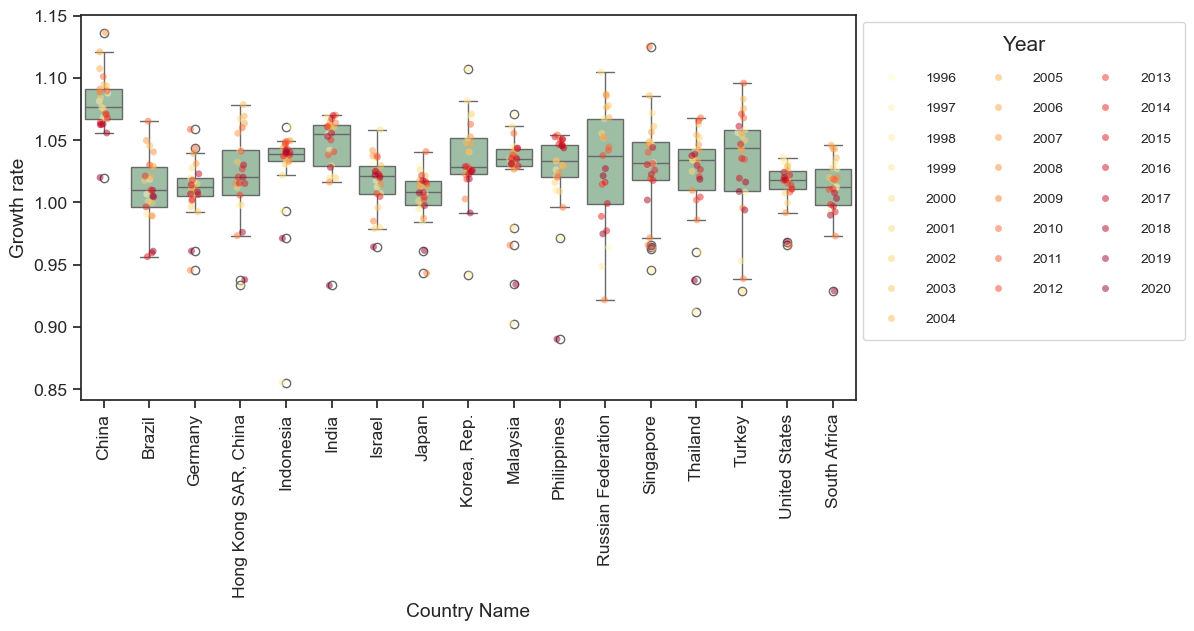 1.15
1.10
1.05
1.00
0.95
0.90
0.85
Growth rate
China
Brazil
Germany
Hong Kong SAR, China
Indonesia
India
Israel
Japan
Korea, Rep.
Malaysia
Philippines
Russian Federation
Singapore
Thailand
Turkey
United States
South Africa
Country Name
Year
1996
1997
1998
1999
2000
2001
2002
2003
2004
2005
2006
2007
2008
2009
2010
2011
2012
2013
2014
2015
2016
2017
2018
2019
2020